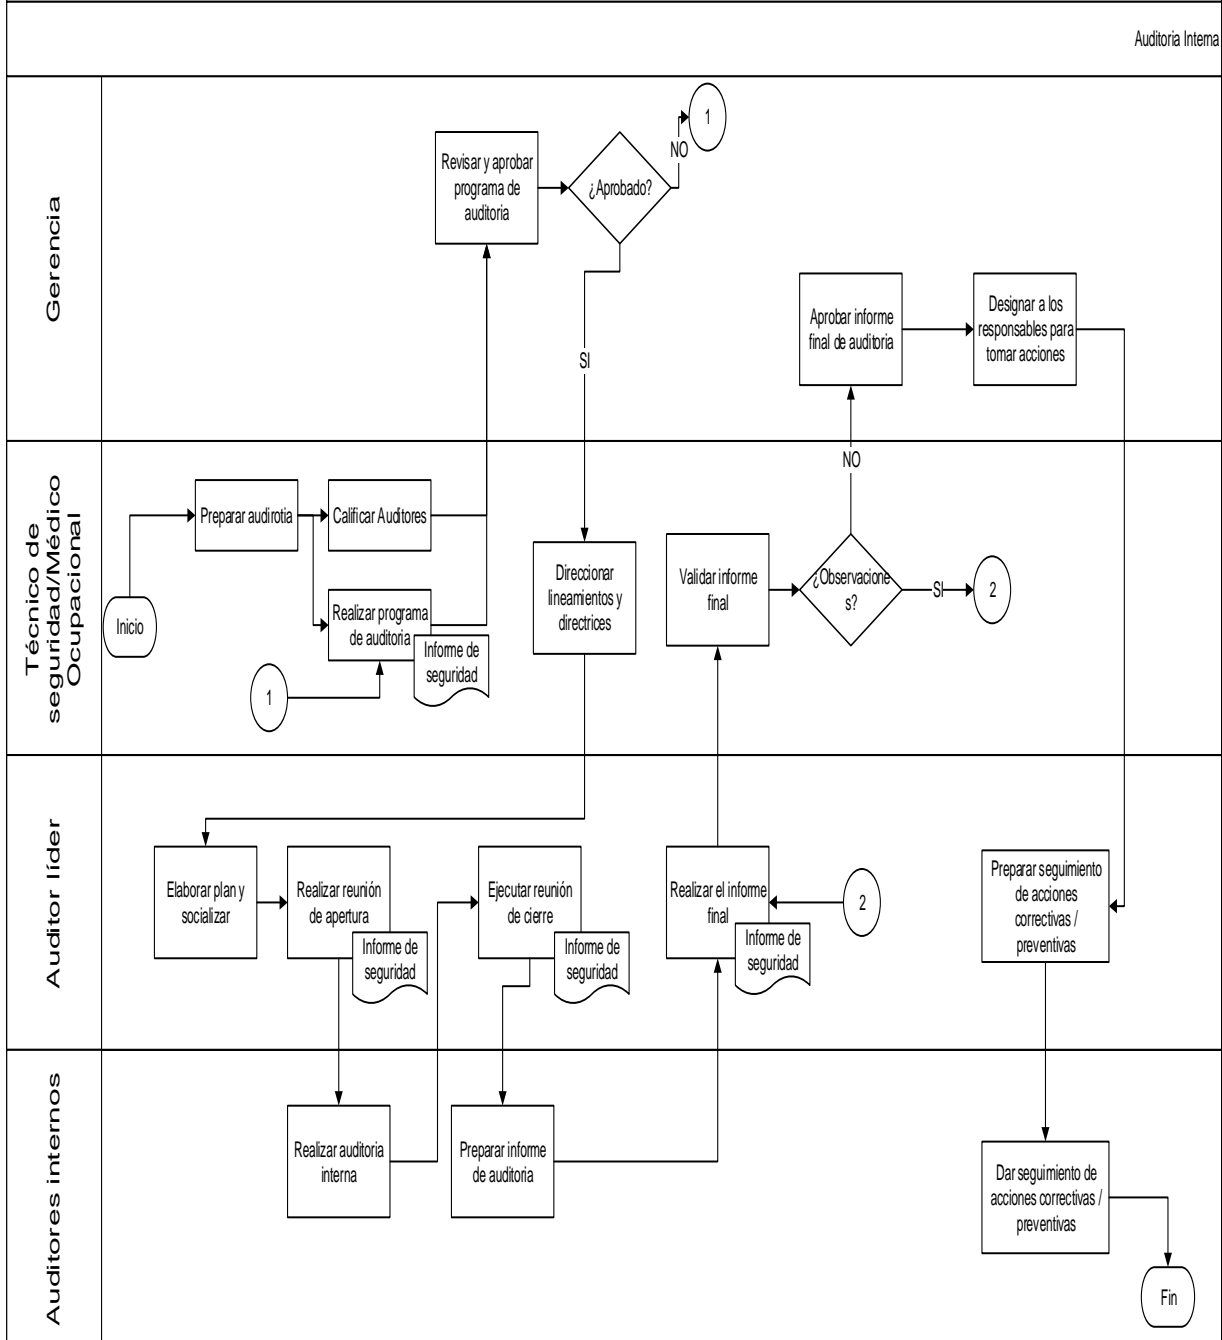 Auditoria Interna
Gerencia
Revisar y aprobar
programa de
auditoria
¿Aprobado?
NO
1
SI
Aprobar informe
final de auditoria
Designar a los
responsables para
tomar acciones
Técnico de
seguridad/Médico
Ocupacional
Inicio
Preparar audirotia
Calificar Auditores
Realizar programa
de auditoria
Informe de
seguridad
1
Direccionar
lineamientos y
directrices
Validar informe
final
¿Observacione
s?
NO
SI
2
Auditor líder
Elaborar plan y
socializar
Realizar reunión
de apertura
Informe de
seguridad
Ejecutar reunión
de cierre
Informe de
seguridad
Realizar el informe
final
Informe de
seguridad
2
Preparar seguimiento
de acciones
correctivas /
preventivas
Auditores internos
Realizar auditoria
interna
Preparar informe
de auditoria
Dar seguimiento de
acciones correctivas /
preventivas
Fin